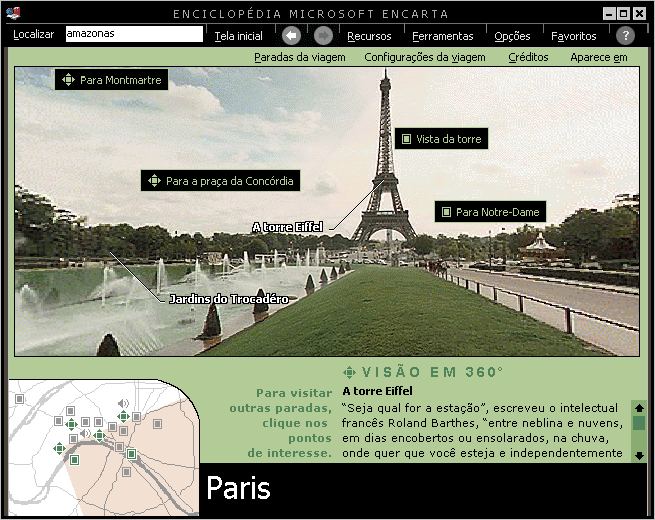 ENCICLOPÉDIA MICROSOFT ENCARTA
Localizar amazonas Tela inicial Recursos Ferramentas Opções Favoritos ?
Paradas da viagem Configurações da viagem Créditos Aparece em
Para Montmartre
Vista da torre
Para a praça da Concórdia
Para Notre-Dame
A torre Eiffel
Jardins do Trocadéro
VISÃO EM 360°
Para visitar
outras paradas,
clique nos
pontos
de interesse.
A torre Eiffel
“Seja qual for a estação”, escreveu o intelectual
francês Roland Barthes, “entre neblina e nuvens,
em dias encobertos ou ensolarados, na chuva,
onde quer que você esteja e independentemente
Paris